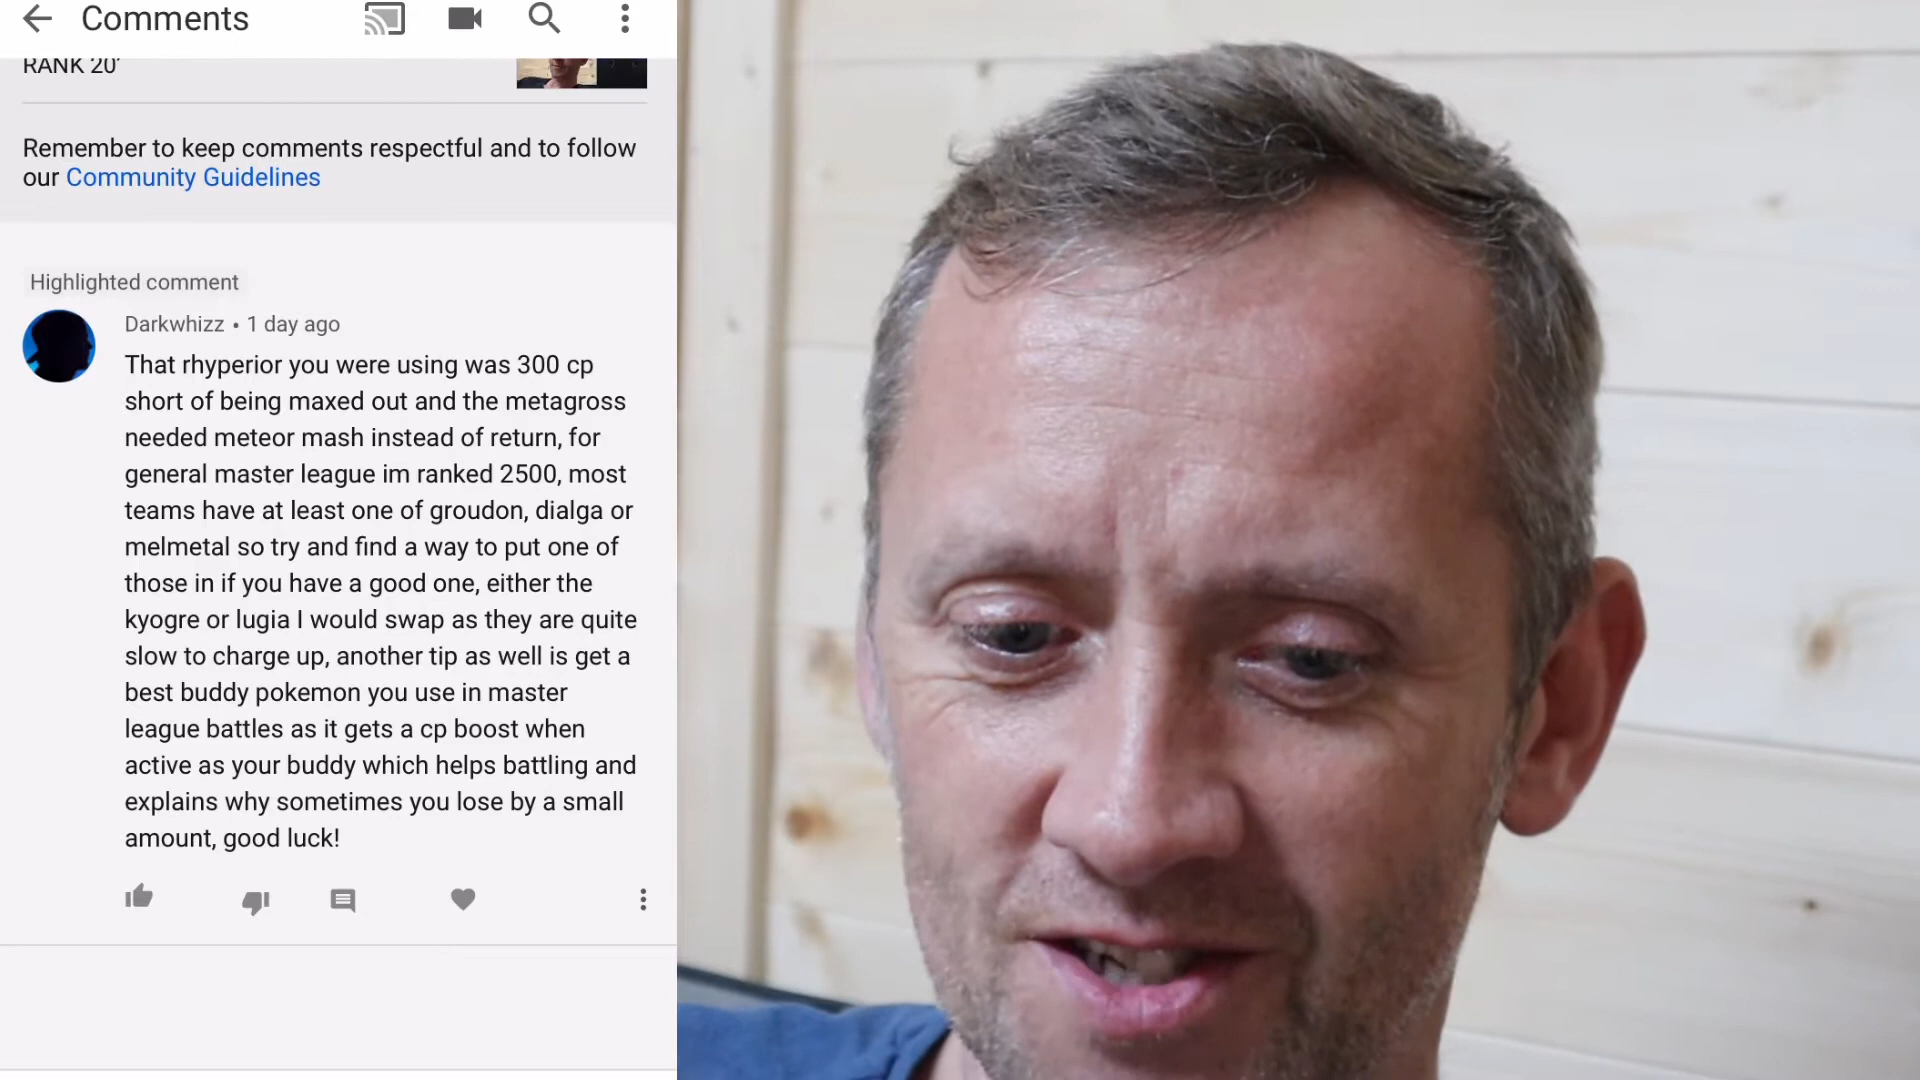 Comments
RANK 20'
Remember to keep comments respectful and to follow
our Community Guidelines
Highlighted comment
Darkwhizz • 1 day ago
That rhyperior you were using was 300 cp
short of being maxed out and the metagross
needed meteor mash instead of return, for
general master league im ranked 2500, most
teams have at least one of groudon, dialga or
melmetal so try and find a way to put one of
those in if you have a good one, either the
kyogre or lugia I would swap as they are quite
slow to charge up, another tip as well is get a
best buddy pokemon you use in master
league battles as it gets a cp boost when
active as your buddy which helps battling and
explains why sometimes you lose by a small
amount, good luck!